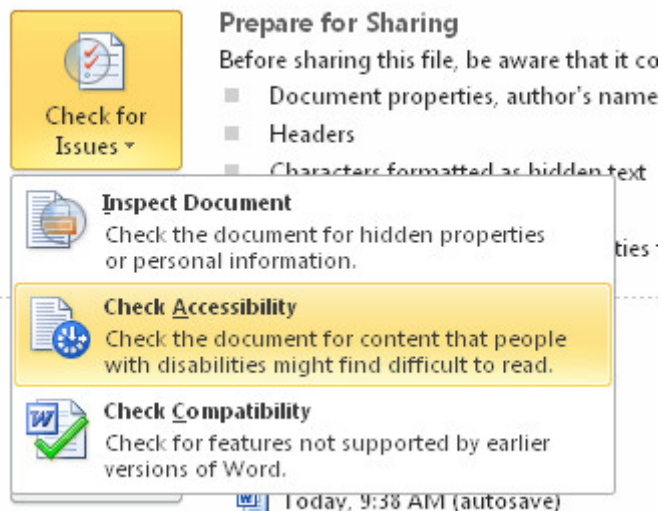 Prepare for Sharing
Before sharing this file, be aware that it co
Check for
Issues
Document properties, author's name
Headers
Characters formatted as hidden text
Inspect Document
Check the document for hidden properties
or personal information.
ties
Check Accessibility
Check the document for content that people
with disabilities might find difficult to read.
Check Compatibility
Check for features not supported by earlier
versions of Word.
Today, 9:38 AM (autosave)